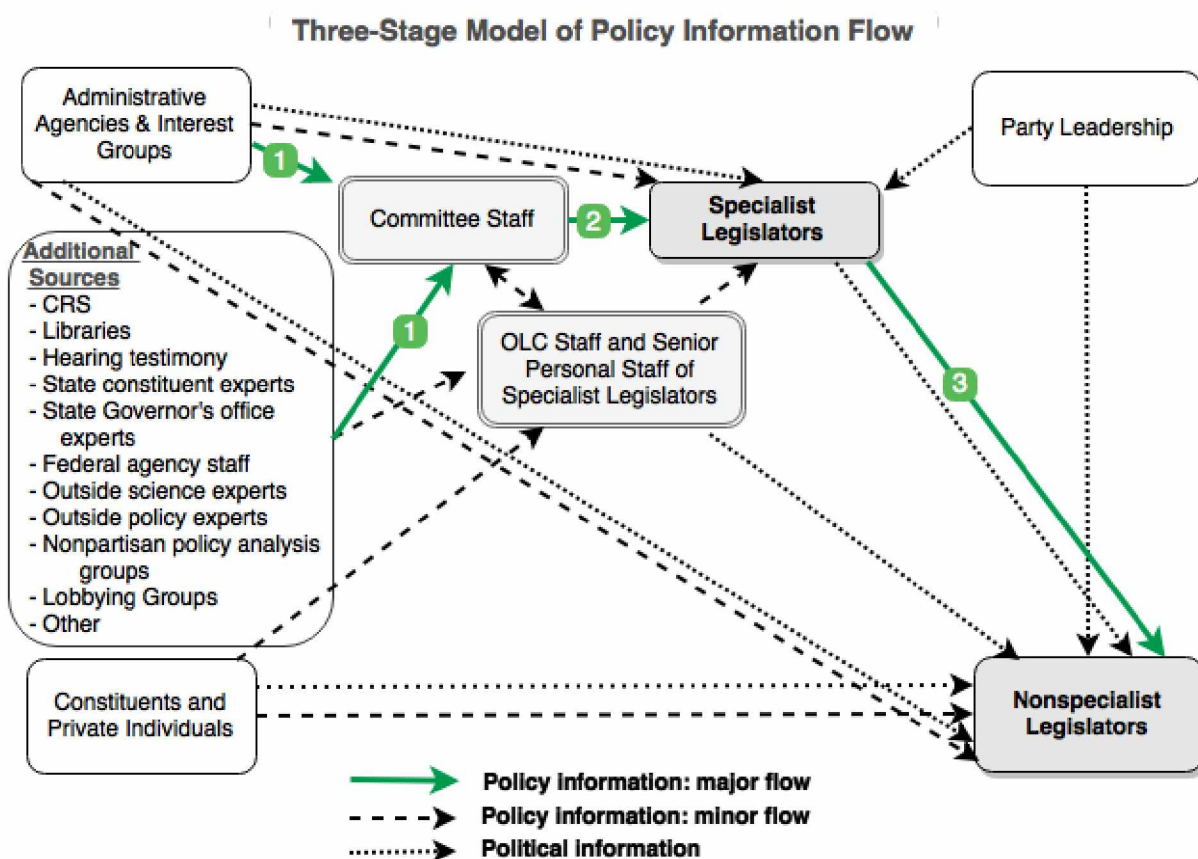 Three-Stage Model of Policy Information Flow
Administrative
Agencies & Interest
Groups
Party Leadership
1
Committee Staff
2
Specialist
Legislators
Additional
Sources
- CRS
- Libraries
- Hearing testimony
- State constituent experts
- State Governor's office
experts
- Federal agency staff
- Outside science experts
- Outside policy experts
- Nonpartisan policy analysis
groups
- Lobbying Groups
- Other
1
OLC Staff and Senior
Personal Staff of
Specialist Legislators
3
Constituents and
Private Individuals
Nonspecialist
Legislators
Policy information: major flow
Policy information: minor flow
Political information